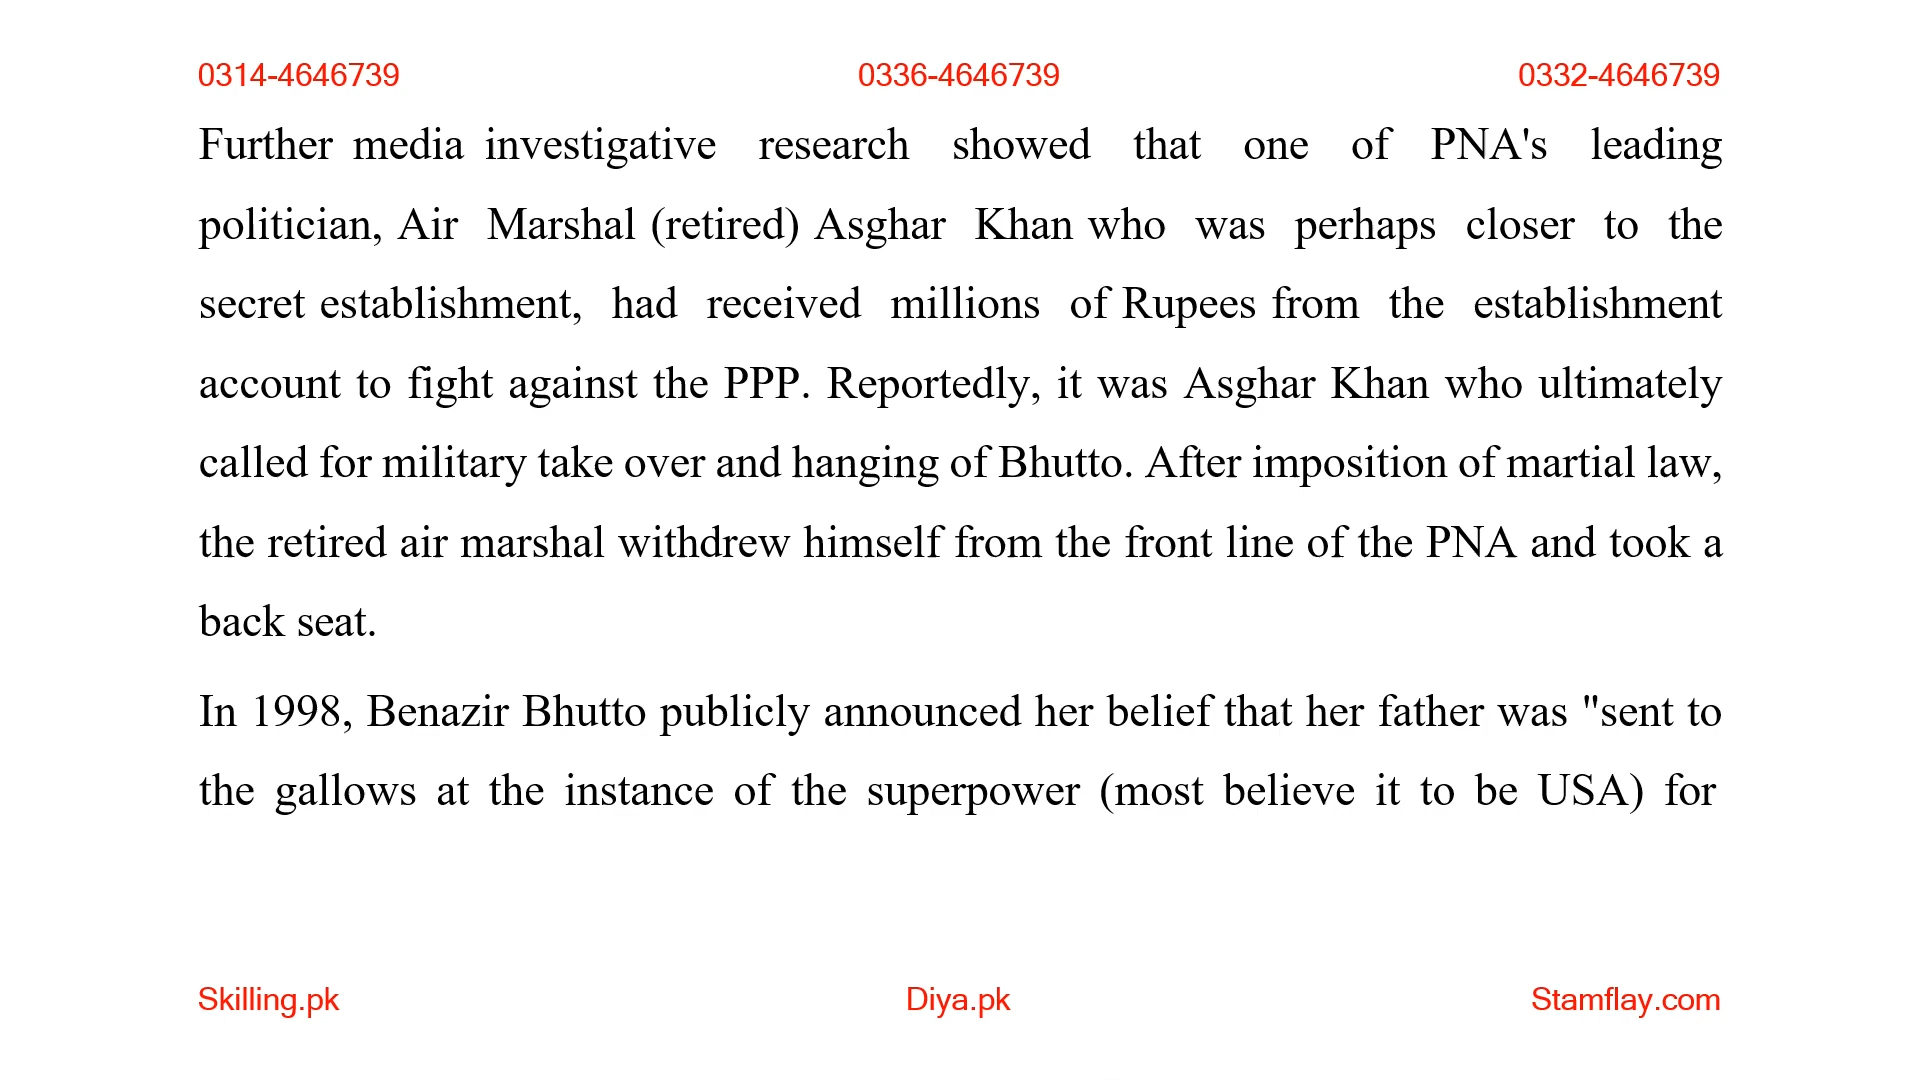 0314-4646739 0336-4646739 0332-4646739
Further media investigative research showed that one of PNA's leading
politician, Air Marshal (retired) Asghar Khan who was perhaps closer to the
secret establishment, had received millions of Rupees from the establishment
account to fight against the PPP. Reportedly, it was Asghar Khan who ultimately
called for military take over and hanging of Bhutto. After imposition of martial law,
the retired air marshal withdrew himself from the front line of the PNA and took a
back seat.
In 1998, Benazir Bhutto publicly announced her belief that her father was "sent to
the gallows at the instance of the superpower (most believe it to be USA) for
Skilling.pk Diya.pk Stamflay.com